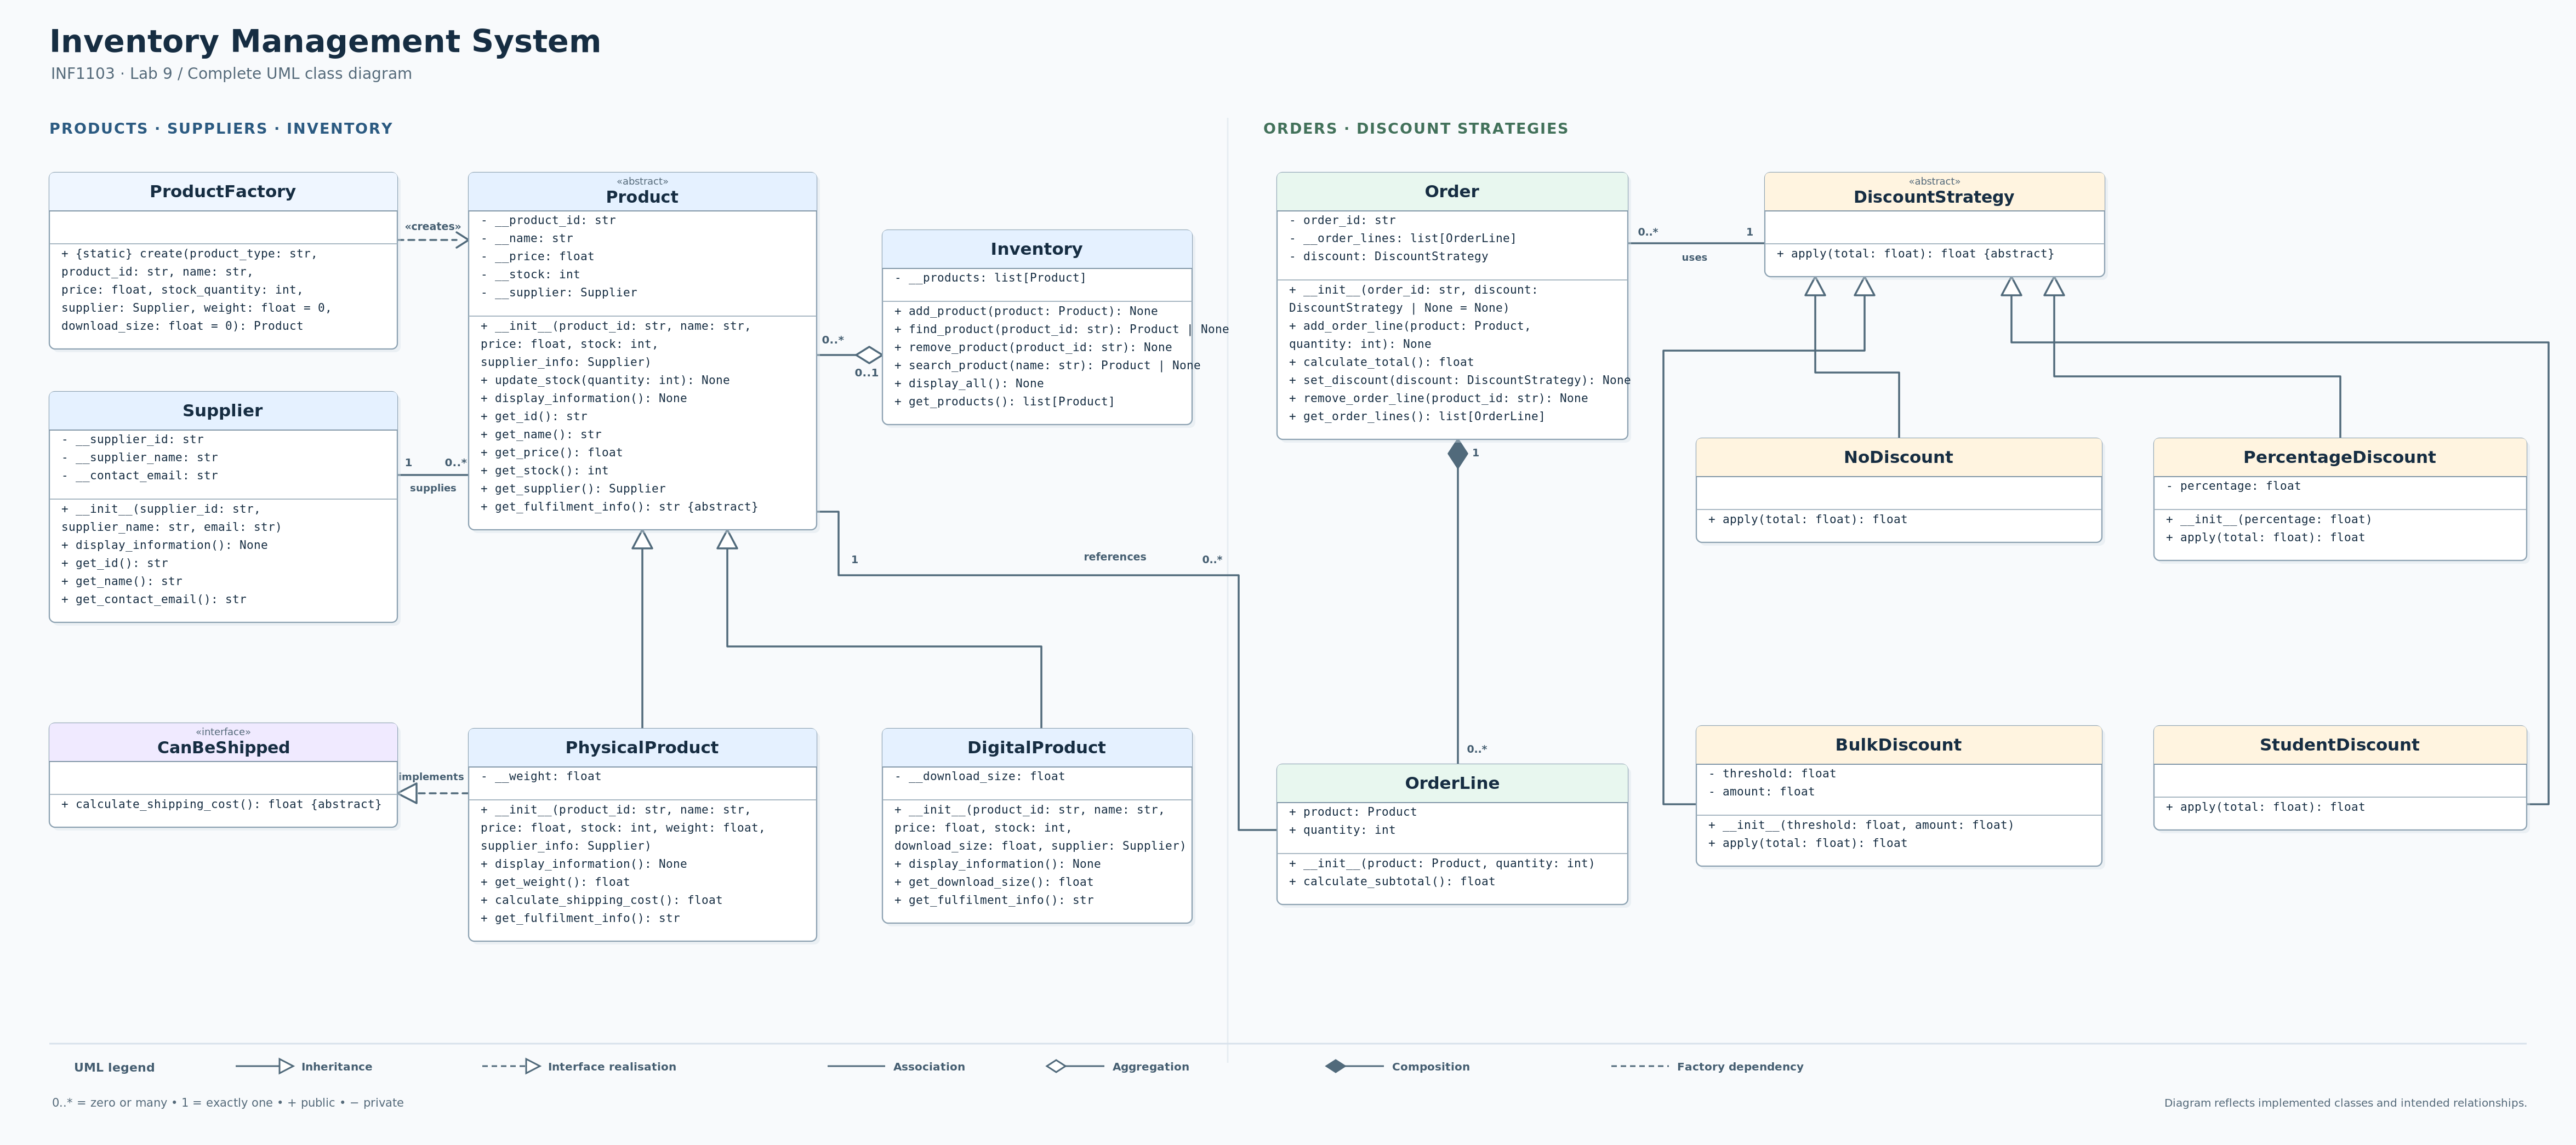 Inventory Management System
INF1103 · Lab 9 / Complete UML class diagram
PRODUCTS · SUPPLIERS · INVENTORY
ProductFactory
+ {static} create(product_type: str,
product_id: str, name: str,
price: float, stock_quantity: int,
supplier: Supplier, weight: float = 0,
download_size: float = 0): Product
«creates»
«abstract»
Product
- __product_id: str
- __name: str
- __price: float
- __stock: int
- __supplier: Supplier
+ __init__(product_id: str, name: str,
price: float, stock: int,
supplier_info: Supplier)
+ update_stock(quantity: int): None
+ display_information(): None
+ get_id(): str
+ get_name(): str
+ get_price(): float
+ get_stock(): int
+ get_supplier(): Supplier
+ get_fulfilment_info(): str {abstract}
0..*
0..1
Inventory
- __products: list[Product]
+ add_product(product: Product): None
+ find_product(product_id: str): Product | None
+ remove_product(product_id: str): None
+ search_product(name: str): Product | None
+ display_all(): None
+ get_products(): list[Product]
Supplier
- __supplier_id: str
- __supplier_name: str
- __contact_email: str
+ __init__(supplier_id: str,
supplier_name: str, email: str)
+ display_information(): None
+ get_id(): str
+ get_name(): str
+ get_contact_email(): str
1 0..*
supplies
1 references 0..*
«interface»
CanBeShipped
+ calculate_shipping_cost(): float {abstract}
implements
PhysicalProduct
- __weight: float
+ __init__(product_id: str, name: str,
price: float, stock: int, weight: float,
supplier_info: Supplier)
+ display_information(): None
+ get_weight(): float
+ calculate_shipping_cost(): float
+ get_fulfilment_info(): str
DigitalProduct
- __download_size: float
+ __init__(product_id: str, name: str,
price: float, stock: int,
download_size: float, supplier: Supplier)
+ display_information(): None
+ get_download_size(): float
+ get_fulfilment_info(): str
ORDERS · DISCOUNT STRATEGIES
Order
- order_id: str
- __order_lines: list[OrderLine]
- discount: DiscountStrategy
+ __init__(order_id: str, discount:
DiscountStrategy | None = None)
+ add_order_line(product: Product,
quantity: int): None
+ calculate_total(): float
+ set_discount(discount: DiscountStrategy): None
+ remove_order_line(product_id: str): None
+ get_order_lines(): list[OrderLine]
0..* 1
uses
«abstract»
DiscountStrategy
+ apply(total: float): float {abstract}
1
0..*
NoDiscount
+ apply(total: float): float
PercentageDiscount
- percentage: float
+ __init__(percentage: float)
+ apply(total: float): float
OrderLine
+ product: Product
+ quantity: int
+ __init__(product: Product, quantity: int)
+ calculate_subtotal(): float
BulkDiscount
- threshold: float
- amount: float
+ __init__(threshold: float, amount: float)
+ apply(total: float): float
StudentDiscount
+ apply(total: float): float
UML legend
Inheritance
Interface realisation
Association
Aggregation
Composition
Factory dependency
0..* = zero or many • 1 = exactly one • + public • − private
Diagram reflects implemented classes and intended relationships.